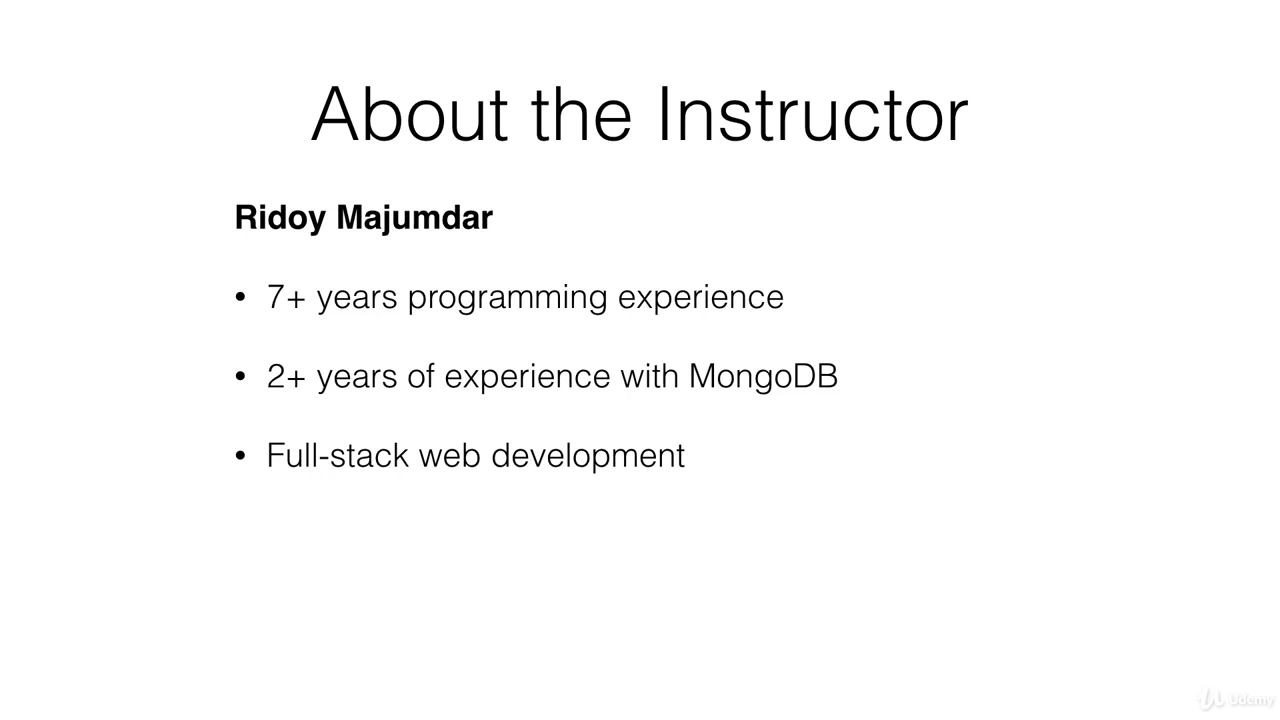 About the Instructor
Ridoy Majumdar
• 7+ years programming experience
• 2+ years of experience with MongoDB
• Full-stack web development
Udemy